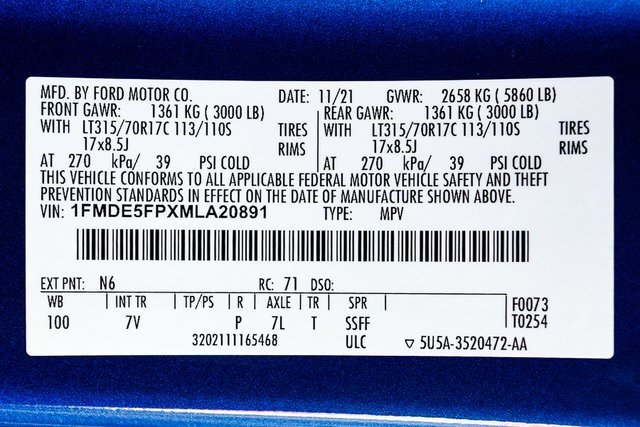 MFD. BY FORD MOTOR CO. DATE: 11/21 GVWR: 2658 KG ( 5860 LB)
FRONT GAWR: 1361 KG ( 3000 LB) REAR GAWR: 1361 KG ( 3000 LB)
WITH LT315/70R17C 113/110S TIRES WITH LT315/70R17C 113/110S TIRES
17x8.5J RIMS 17x8.5J RIMS
AT 270 kPa/ 39 PSI COLD AT 270 kPa/ 39 PSI COLD
THIS VEHICLE CONFORMS TO ALL APPLICABLE FEDERAL MOTOR VEHICLE SAFETY AND THEFT
PREVENTION STANDARDS IN EFFECT ON THE DATE OF MANUFACTURE SHOWN ABOVE.
VIN: 1FMDE5FPXMLA20891 TYPE: MPV
EXT PNT: N6 RC: 71 DSO:
WB INT TR TP/PS R AXLE TR SPR F0073
100 7V P 7L T SSFF T0254
3202111165468 ULC ▽ 5U5A-3520472-AA